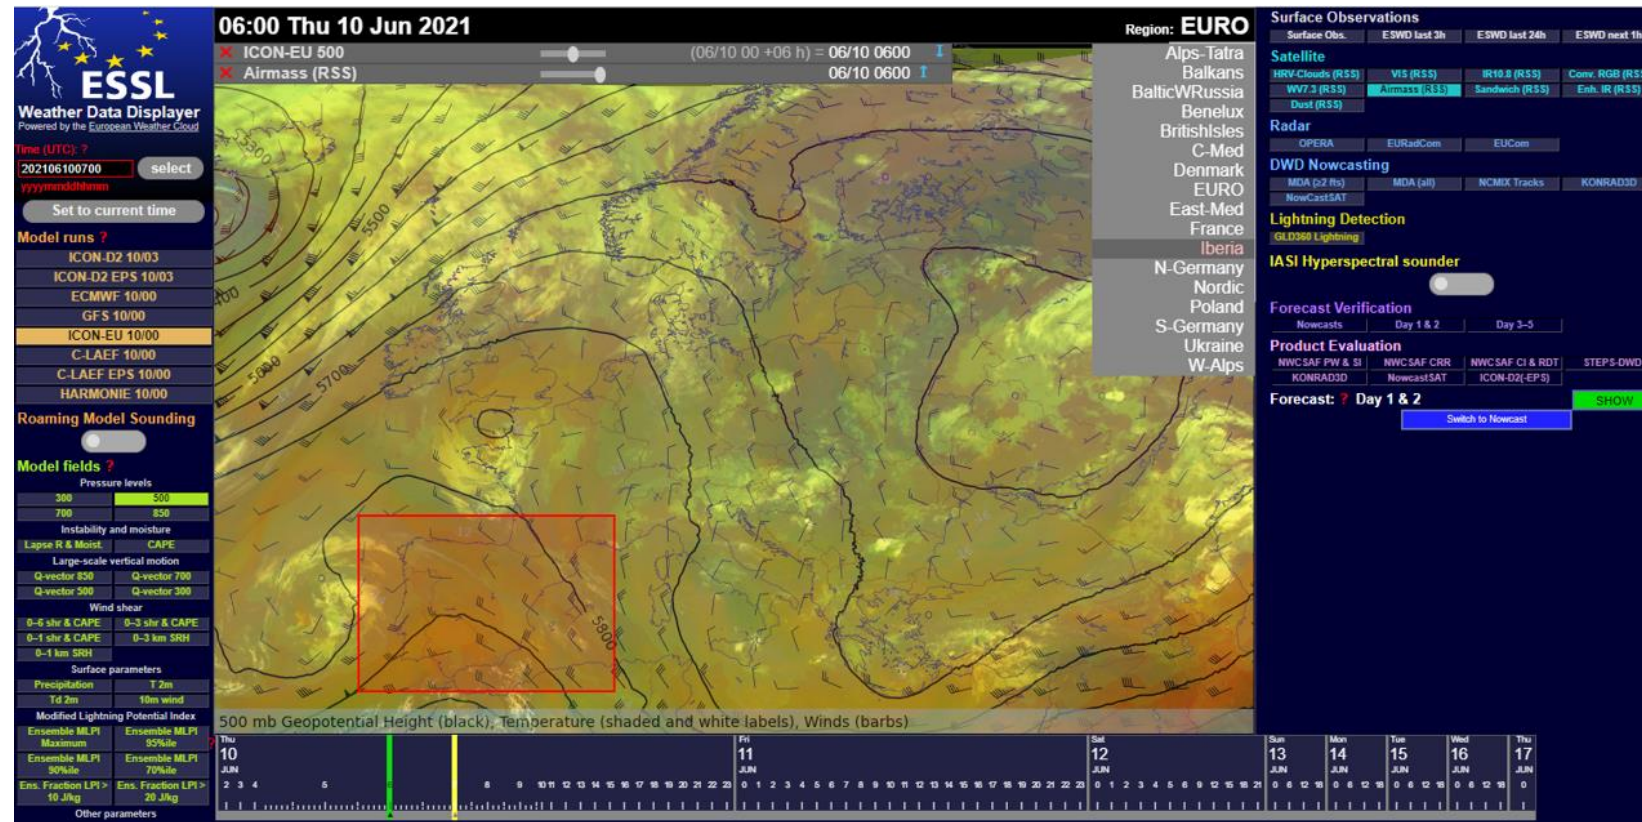 ESSL
Weather Data Displayer
Powered by the European Weather Cloud
Time (UTC): ?
202106100700 select
yyyymmddhhmm
Set to current time
Model runs ?
ICON-D2 10/03
ICON-D2 EPS 10/03
ECMWF 10/00
GFS 10/00
ICON-EU 10/00
C-LAEF 10/00
C-LAEF EPS 10/00
HARMONIE 10/00
Roaming Model Sounding
Model fields ?
Pressure levels
300 500
700 850
Instability and moisture
Lapse R & Moist. CAPE
Large-scale vertical motion
Q-vector 850 Q-vector 700
Q-vector 500 Q-vector 300
Wind shear
0–6 shr & CAPE 0–3 shr & CAPE
0–1 shr & CAPE 0–3 km SRH
0–1 km SRH
Surface parameters
Precipitation T 2m
Td 2m 10m wind
Modified Lightning Potential Index
Ensemble MLPI Maximum Ensemble MLPI 95%ile
Ensemble MLPI 90%ile Ensemble MLPI 70%ile
Ens. Fraction LPI > 10 J/kg Ens. Fraction LPI > 20 J/kg
Other parameters
06:00 Thu 10 Jun 2021 Region: EURO
ICON-EU 500 (06/10 00 +06 h) = 06/10 0600
Airmass (RSS) 06/10 0600
Alps-Tatra
Balkans
BalticWRussia
Benelux
BritishIsles
C-Med
Denmark
EURO
East-Med
France
Iberia
N-Germany
Nordic
Poland
S-Germany
Ukraine
W-Alps
5300
5500
5700
5800
500 mb Geopotential Height (black), Temperature (shaded and white labels), Winds (barbs)
Thu Fri Sat Sun Mon Tue Wed Thu
10 11 12 13 14 15 16 17
JUN JUN JUN JUN JUN JUN JUN JUN
Surface Observations
Surface Obs. ESWD last 3h ESWD last 24h ESWD next 1h
Satellite
HRV-Clouds (RSS) VIS (RSS) IR10.8 (RSS) Conv. RGB (RSS
WV7.3 (RSS) Airmass (RSS) Sandwich (RSS) Enh. IR (RSS)
Dust (RSS)
Radar
OPERA EURadCom EUCom
DWD Nowcasting
MDA (≥2 fts) MDA (all) NCMIX Tracks KONRAD3D
NowCastSAT
Lightning Detection
GLD360 Lightning
IASI Hyperspectral sounder
Forecast Verification
Nowcasts Day 1 & 2 Day 3–5
Product Evaluation
NWCSAF PW & SI NWCSAF CRR NWCSAF CI & RDT STEPS-DWD
KONRAD3D NowcastSAT ICON-D2(-EPS)
Forecast: ? Day 1 & 2 SHOW
Switch to Nowcast